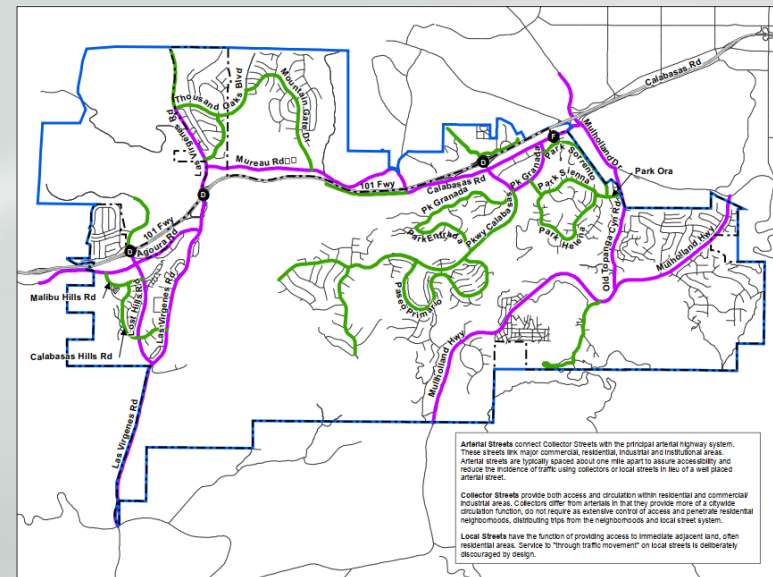 Calabasas Rd
Thousand Oaks Blvd
Mountain Gate Dr
Las Virgenes Rd
Mureau Rd
101 Fwy
Calabasas Rd
Pk Granada
Mulholland Dr
Park Sorrento
Park Ora
Pk Granada
Park Sienna
Park Entrada
Pkwy Calabasas
Park Helena
Old Topanga Cyn Rd
Mulholland Hwy
101 Fwy
Agoura Rd
Malibu Hills Rd
Lost Hills Rd
Las Virgenes Rd
Paseo Primario
Calabasas Hills Rd
Mulholland Hwy
Las Virgenes Rd
D
F
Arterial Streets connect Collector Streets with the principal arterial highway system.
These streets link major commercial, residential, industrial and institutional areas.
Arterial streets are typically spaced about one mile apart to assure accessibility and
reduce the incidence of traffic using collectors or local streets in lieu of a well placed
arterial street.
Collector Streets provide both access and circulation within residential and commercial/
industrial areas. Collectors differ from arterials in that they provide more of a citywide
circulation function, do not require as extensive control of access and penetrate residential
neighborhoods, distributing trips from the neighborhoods and local street system.
Local Streets have the function of providing access to immediate adjacent land, often
residential areas. Service to "through traffic movement" on local streets is deliberately
discouraged by design.